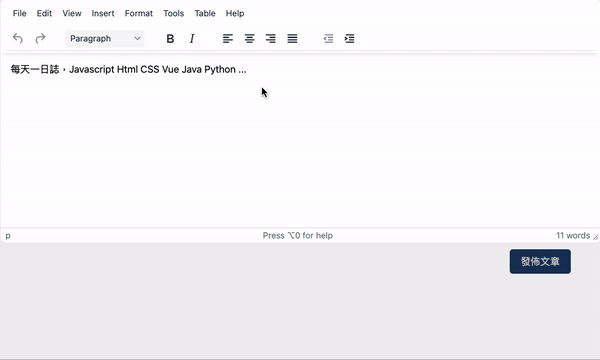 File Edit View Insert Format Tools Table Help
Paragraph B I
每天一日誌，Javascript Html CSS Vue Java Python ...
p Press ⌥0 for help 11 words
發佈文章